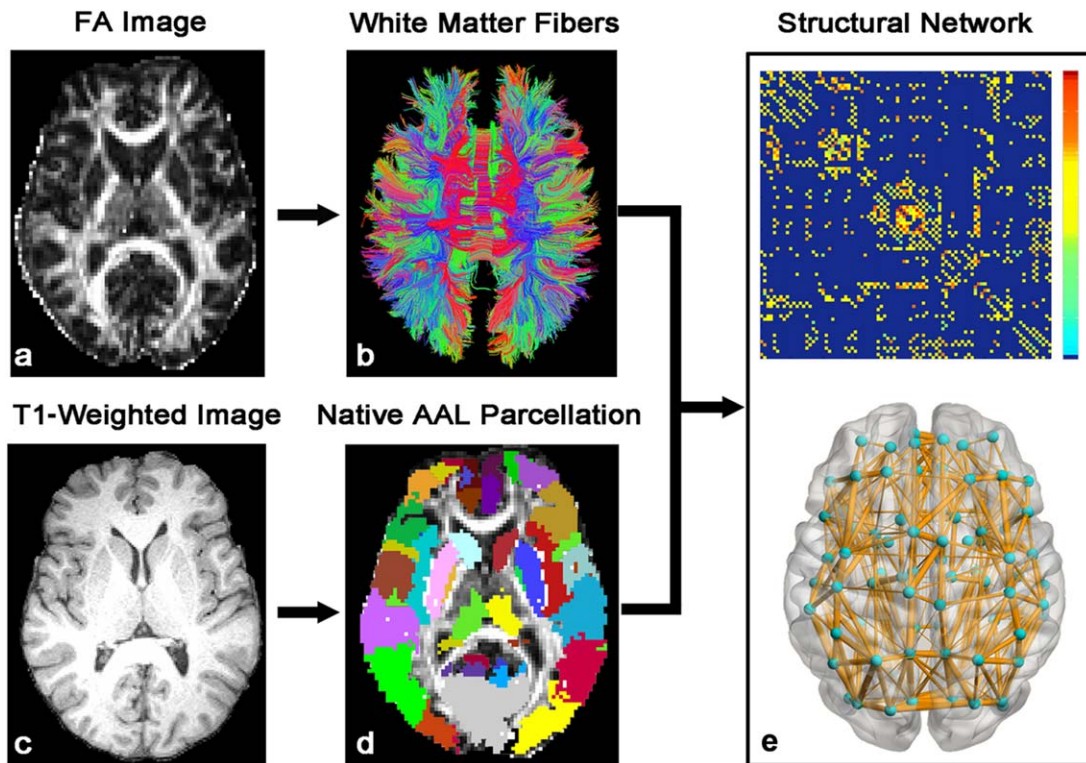 FA Image
White Matter Fibers
Structural Network
a
b
T1-Weighted Image
Native AAL Parcellation
c
d
e